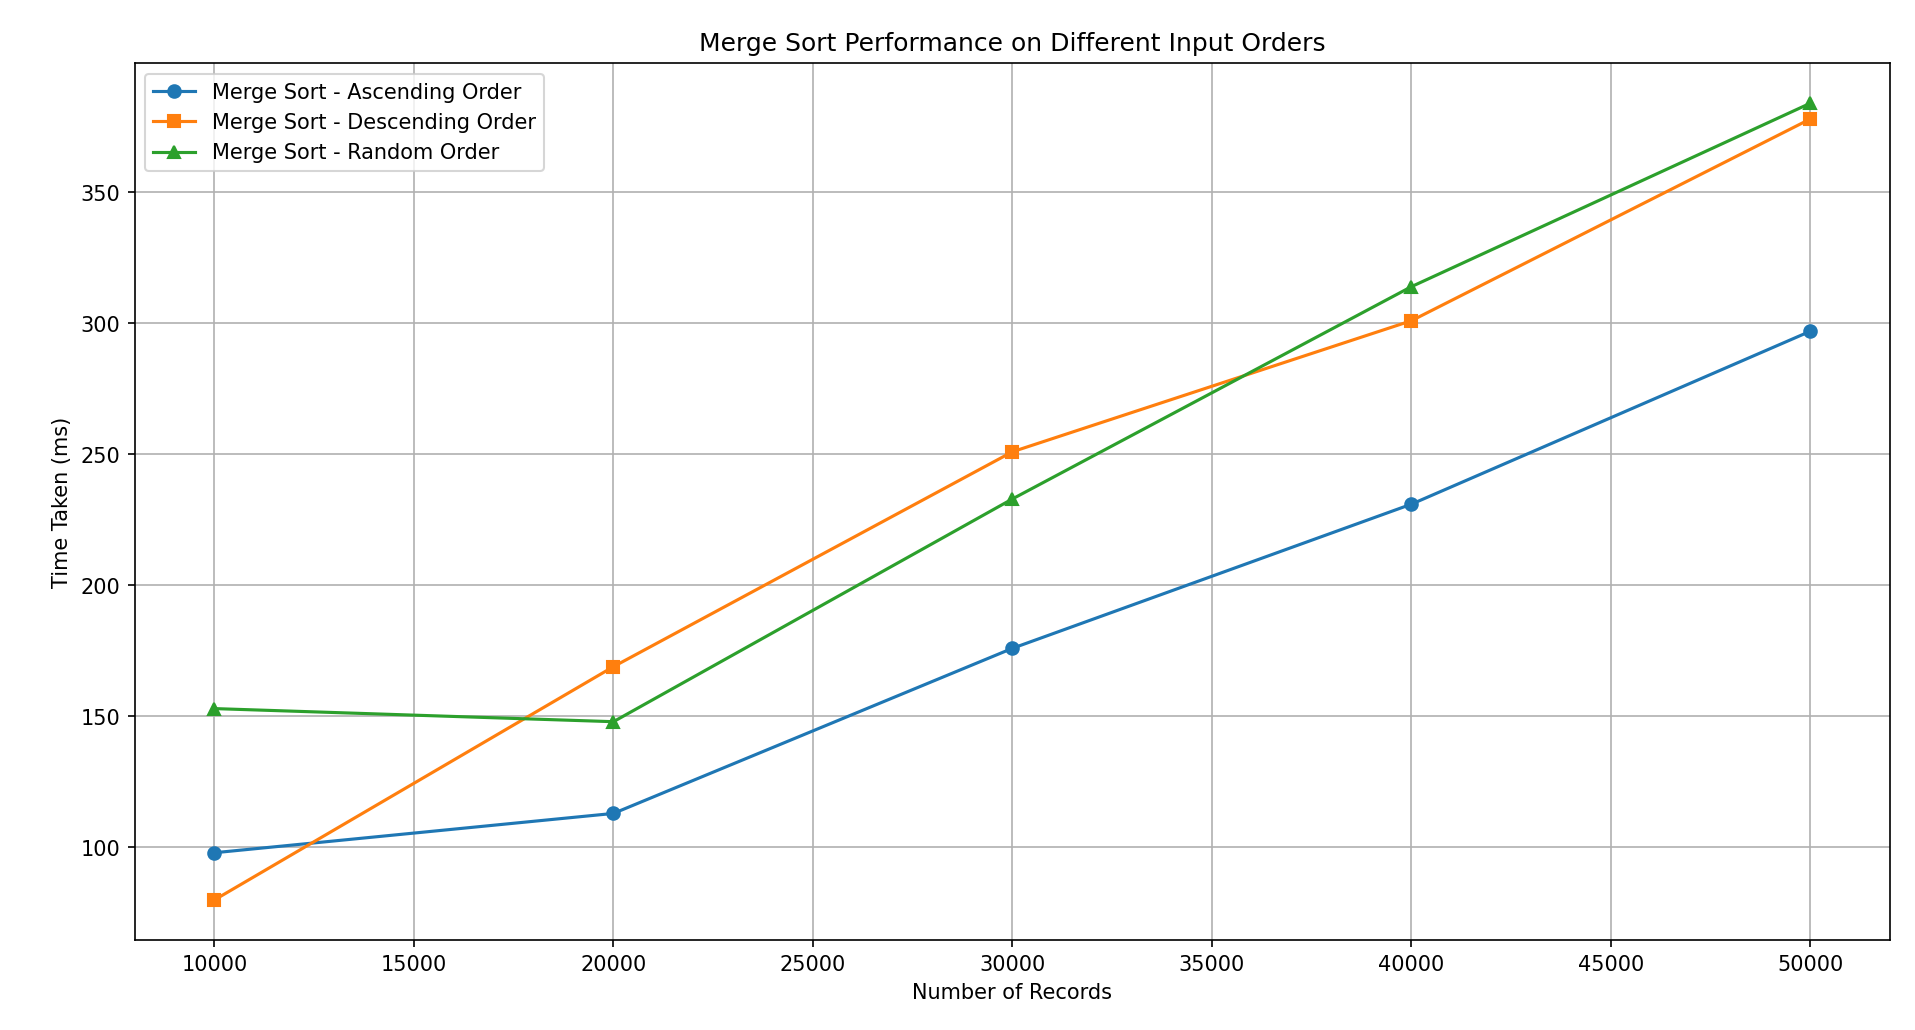 Merge Sort Performance on Different Input Orders
Merge Sort - Ascending Order
Merge Sort - Descending Order
Merge Sort - Random Order
350
300
250
200
150
100
Time Taken (ms)
10000 15000 20000 25000 30000 35000 40000 45000 50000
Number of Records